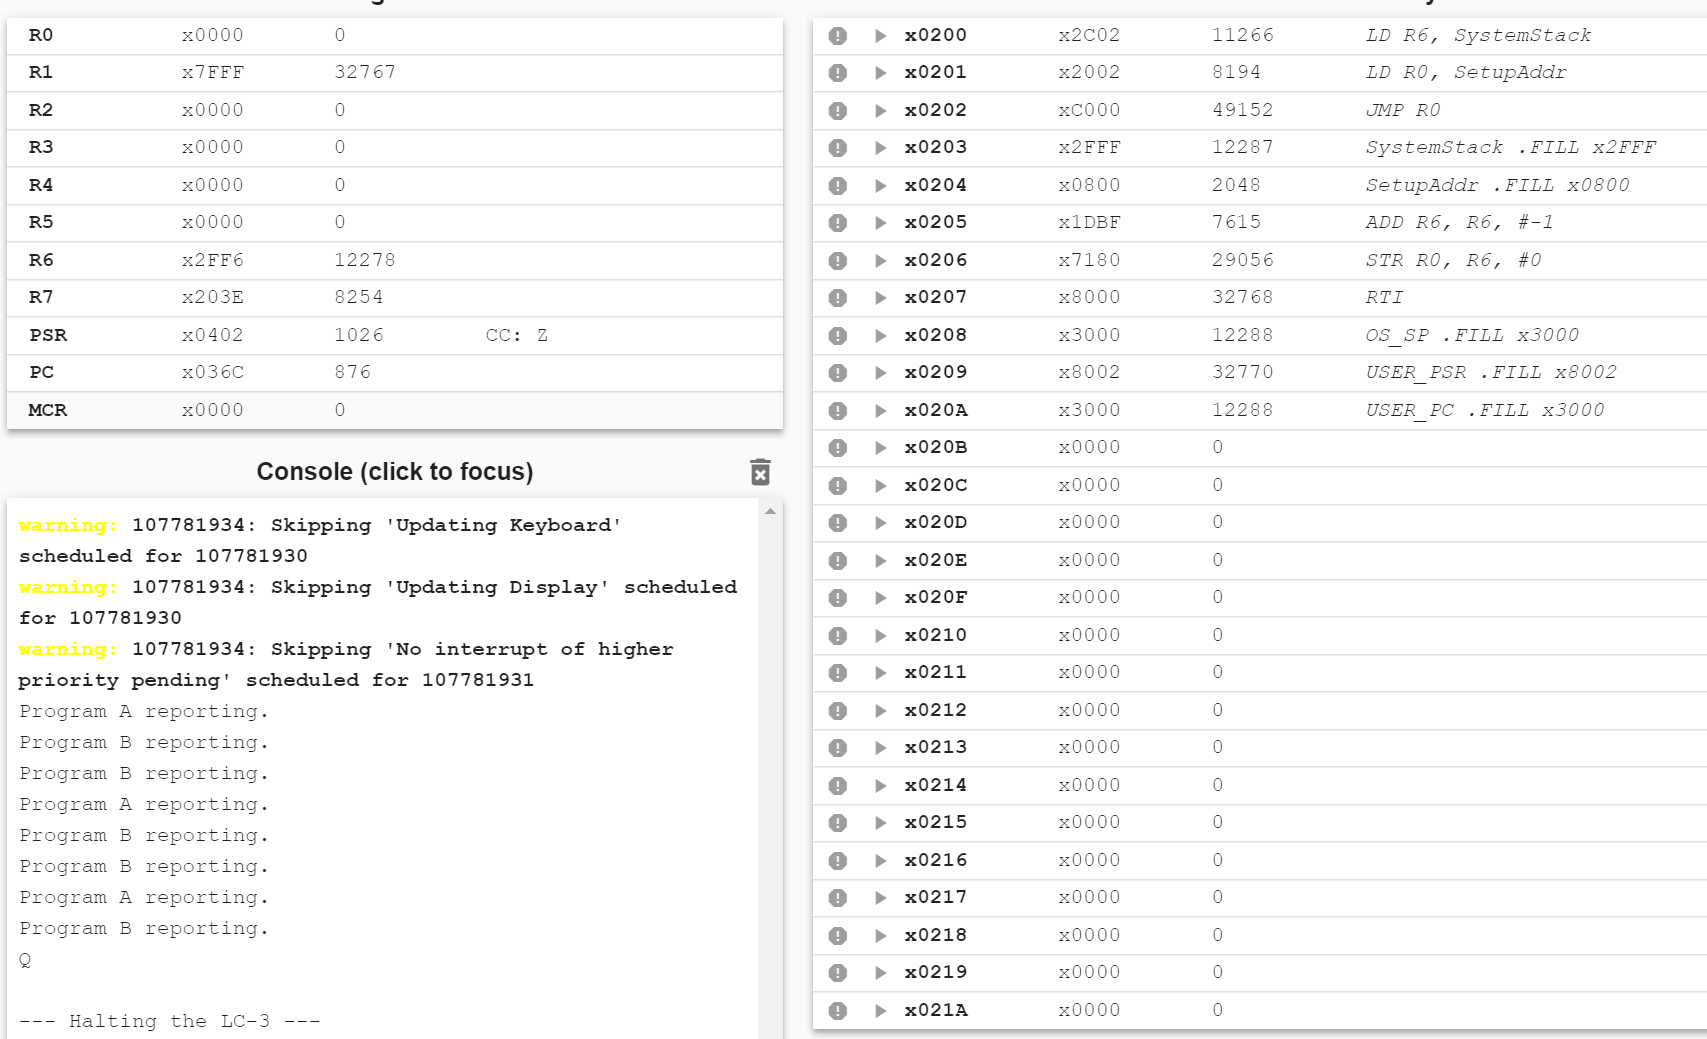 R0 x0000 0
R1 x7FFF 32767
R2 x0000 0
R3 x0000 0
R4 x0000 0
R5 x0000 0
R6 x2FF6 12278
R7 x203E 8254
PSR x0402 1026 CC: Z
PC x036C 876
MCR x0000 0
Console (click to focus)
warning: 107781934: Skipping 'Updating Keyboard'
scheduled for 107781930
warning: 107781934: Skipping 'Updating Display' scheduled
for 107781930
warning: 107781934: Skipping 'No interrupt of higher
priority pending' scheduled for 107781931
Program A reporting.
Program B reporting.
Program B reporting.
Program A reporting.
Program B reporting.
Program B reporting.
Program A reporting.
Program B reporting.
Q
--- Halting the LC-3 ---
x0200 x2C02 11266 LD R6, SystemStack
x0201 x2002 8194 LD R0, SetupAddr
x0202 xC000 49152 JMP R0
x0203 x2FFF 12287 SystemStack .FILL x2FFF
x0204 x0800 2048 SetupAddr .FILL x0800
x0205 x1DBF 7615 ADD R6, R6, #-1
x0206 x7180 29056 STR R0, R6, #0
x0207 x8000 32768 RTI
x0208 x3000 12288 OS_SP .FILL x3000
x0209 x8002 32770 USER_PSR .FILL x8002
x020A x3000 12288 USER_PC .FILL x3000
x020B x0000 0
x020C x0000 0
x020D x0000 0
x020E x0000 0
x020F x0000 0
x0210 x0000 0
x0211 x0000 0
x0212 x0000 0
x0213 x0000 0
x0214 x0000 0
x0215 x0000 0
x0216 x0000 0
x0217 x0000 0
x0218 x0000 0
x0219 x0000 0
x021A x0000 0